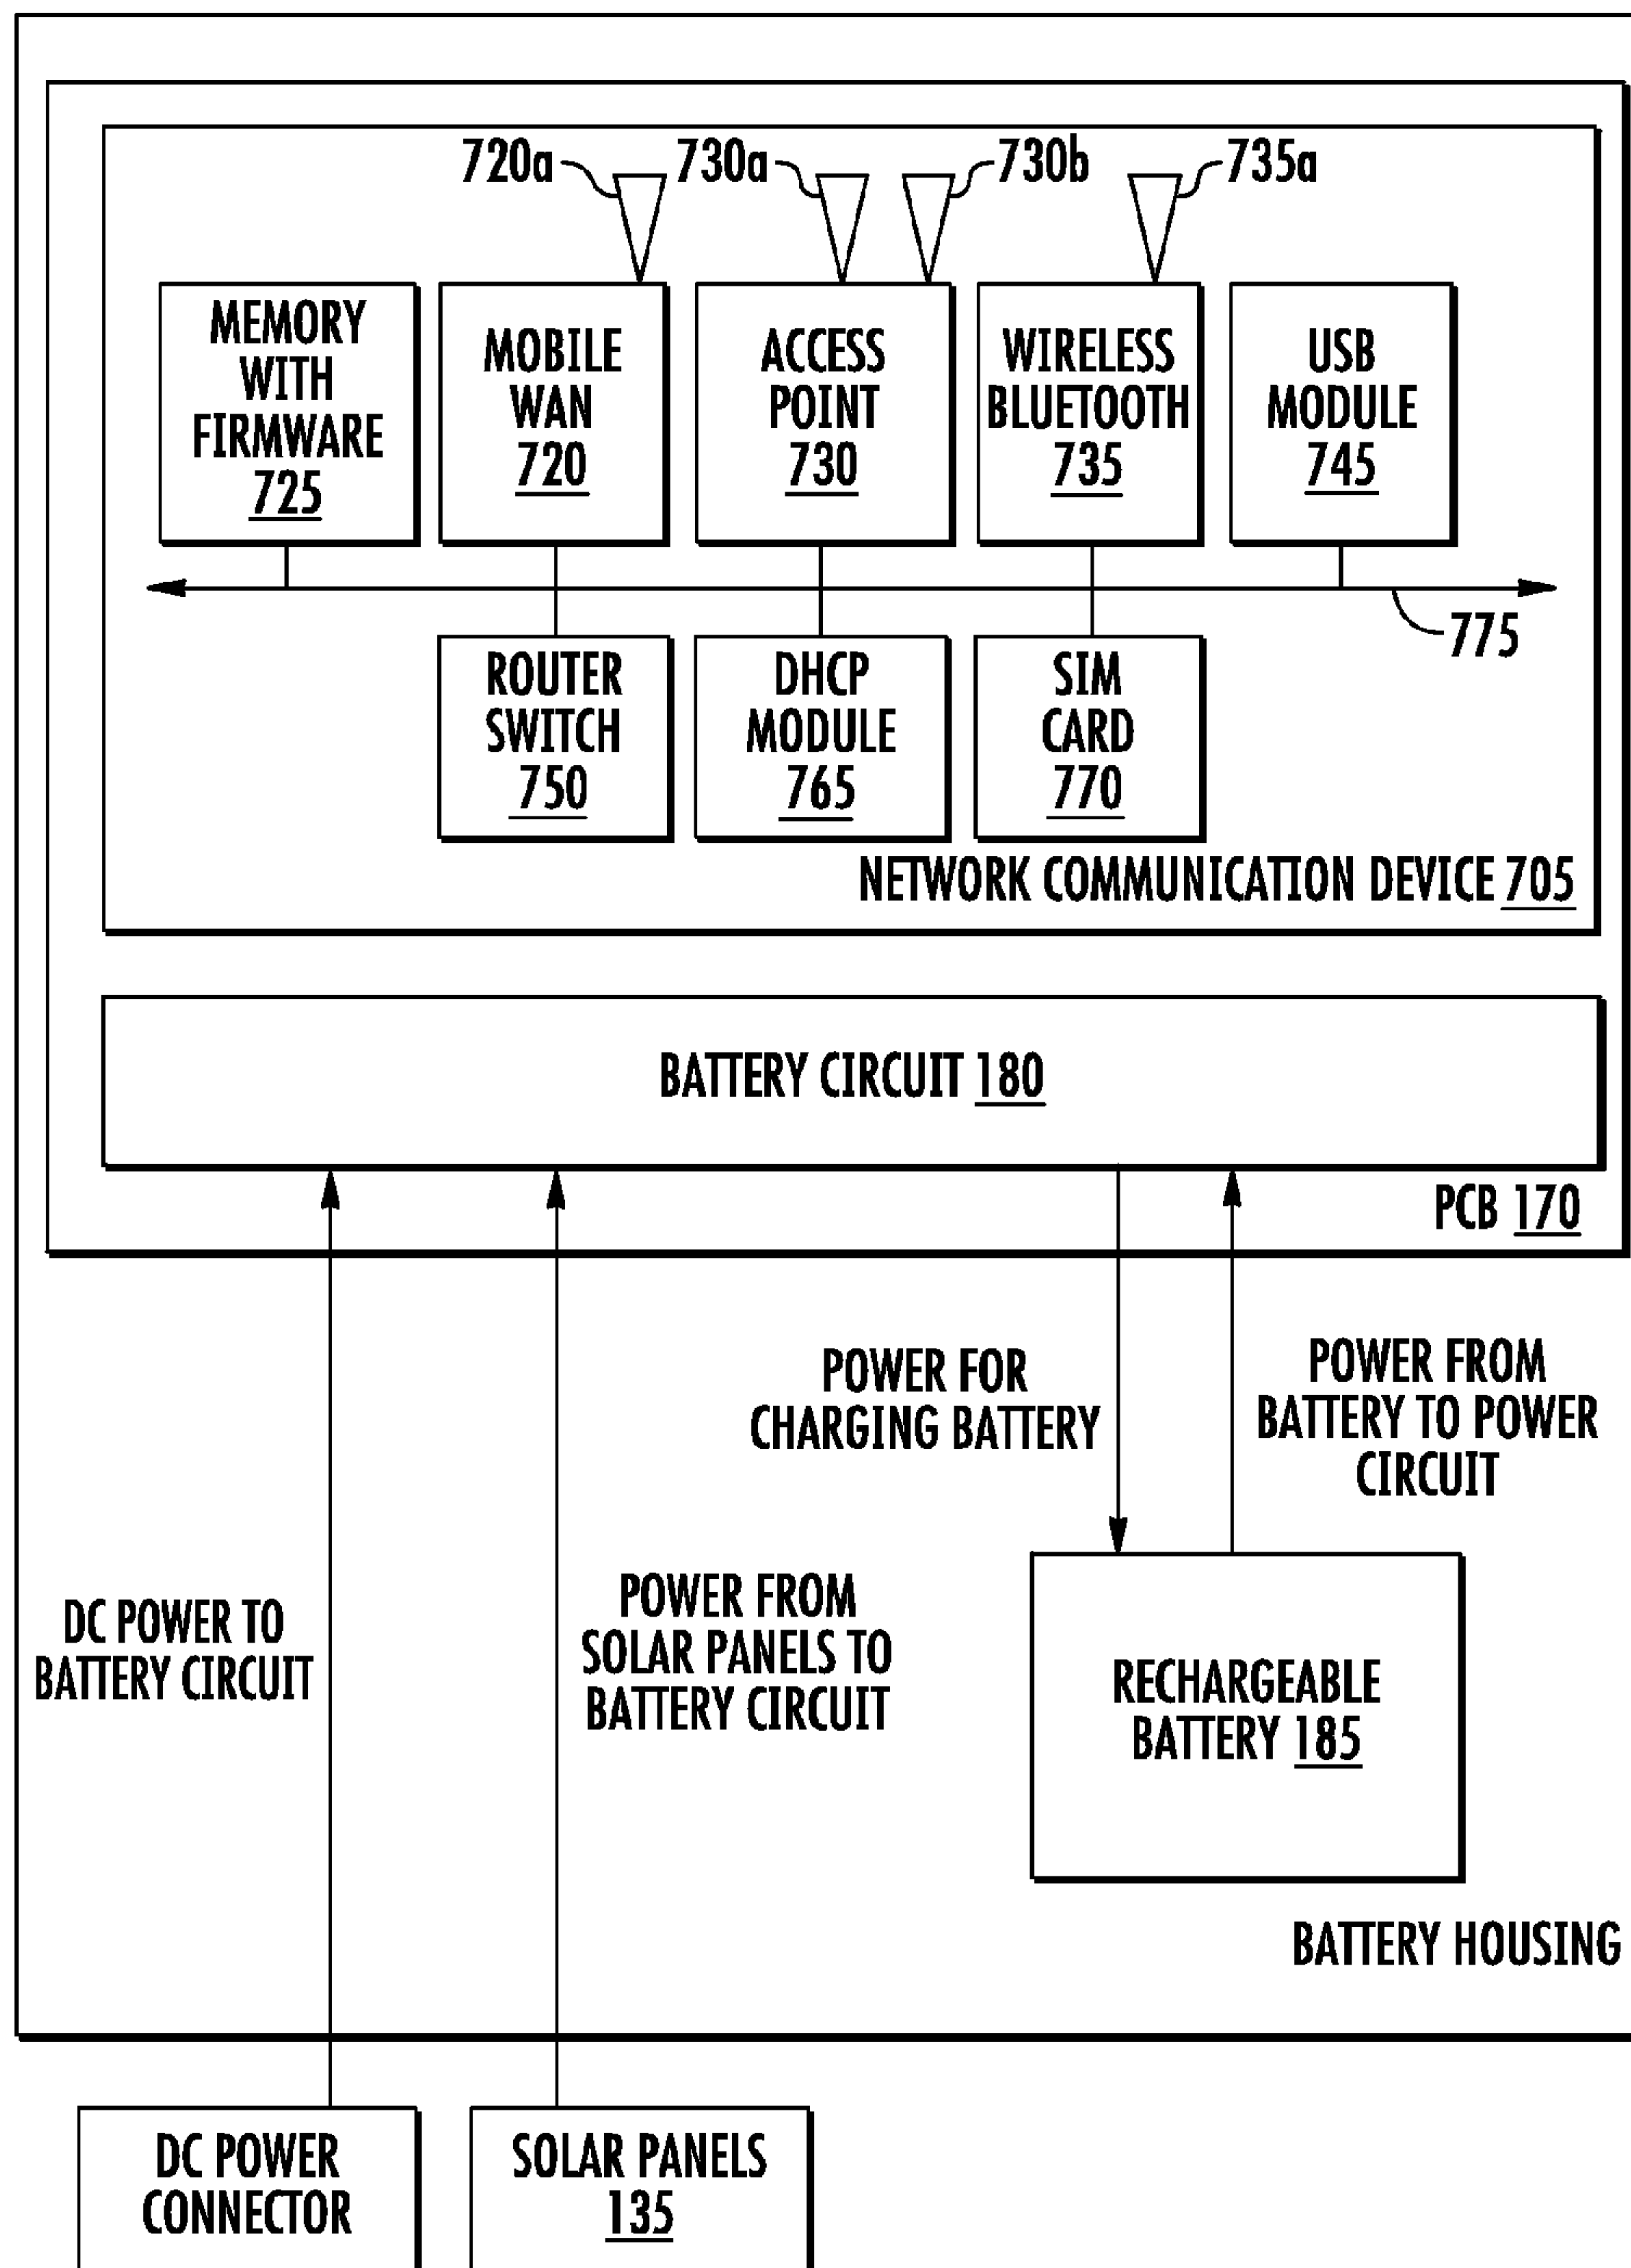 720a
730a
730b
735a
MEMORY
WITH
FIRMWARE
725
MOBILE
WAN
720
ACCESS
POINT
730
WIRELESS
BLUETOOTH
735
USB
MODULE
745
775
ROUTER
SWITCH
750
DHCP
MODULE
765
SIM
CARD
770
NETWORK COMMUNICATION DEVICE 705
BATTERY CIRCUIT 180
PCB 170
POWER FOR
CHARGING BATTERY
POWER FROM
BATTERY TO POWER
CIRCUIT
DC POWER TO
BATTERY CIRCUIT
POWER FROM
SOLAR PANELS TO
BATTERY CIRCUIT
RECHARGEABLE
BATTERY 185
BATTERY HOUSING
DC POWER
CONNECTOR
SOLAR PANELS
135